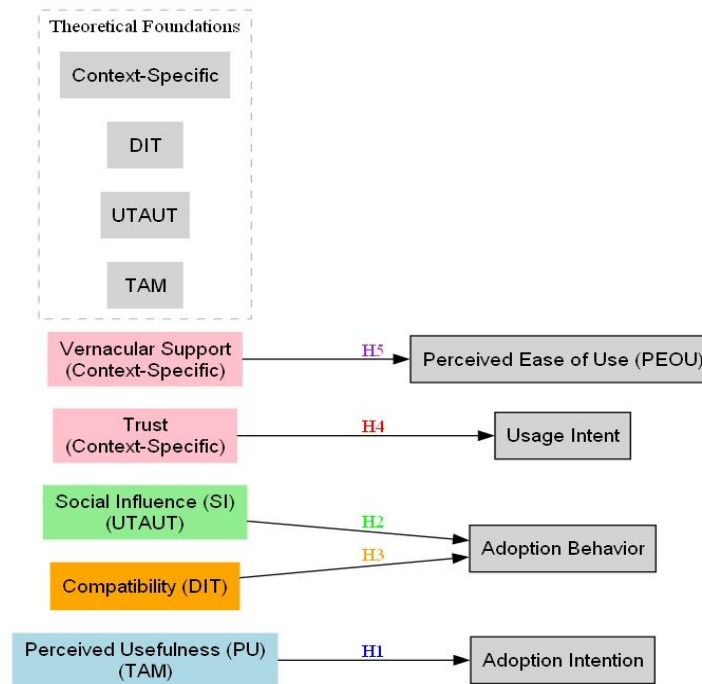 Theoretical Foundations
Context-Specific
DIT
UTAUT
TAM
Vernacular Support
(Context-Specific)
H5
Perceived Ease of Use (PEOU)
Trust
(Context-Specific)
H4
Usage Intent
Social Influence (SI)
(UTAUT)
H2
Adoption Behavior
H3
Compatibility (DIT)
Perceived Usefulness (PU)
(TAM)
H1
Adoption Intention